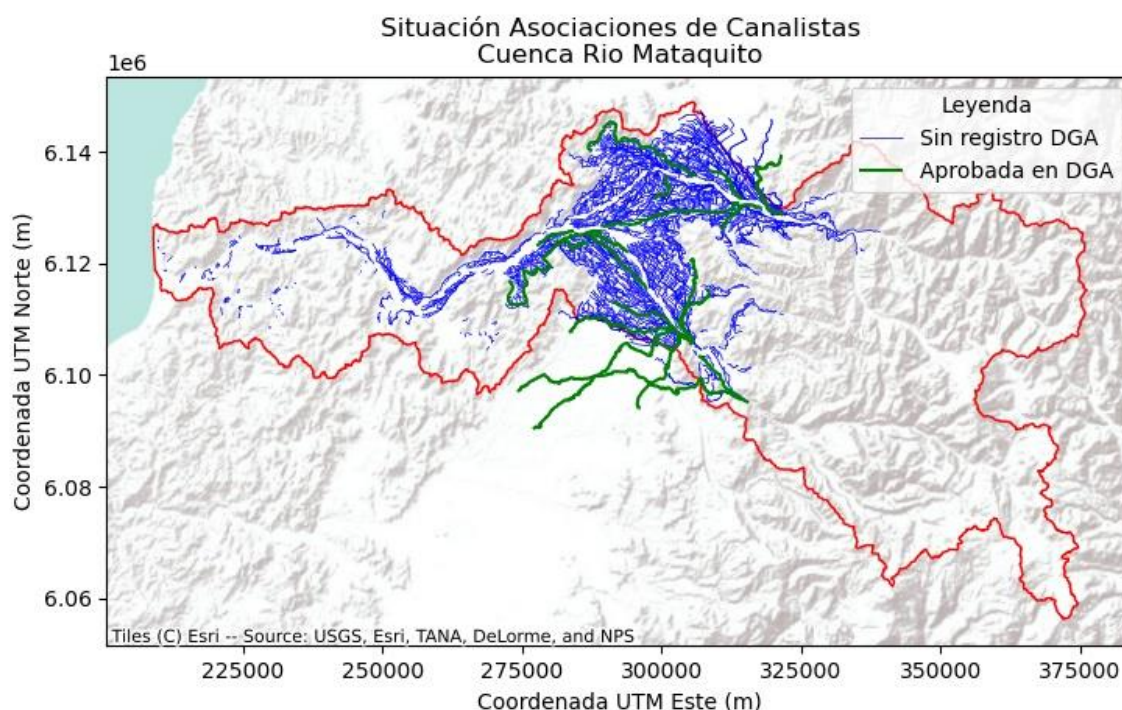 Situación Asociaciones de Canalistas
Cuenca Rio Mataquito
1e6
Leyenda
Sin registro DGA
Aprobada en DGA
6.14
6.12
6.10
6.08
6.06
Coordenada UTM Norte (m)
Tiles (C) Esri -- Source: USGS, Esri, TANA, DeLorme, and NPS
225000 250000 275000 300000 325000 350000 375000
Coordenada UTM Este (m)